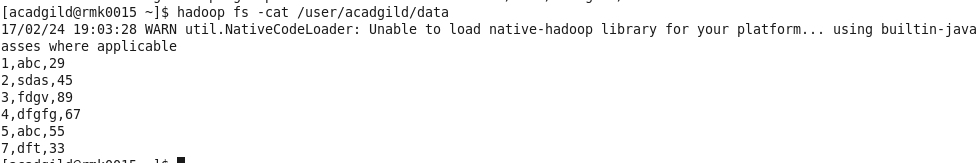 [acadgild@rmk0015 ~]$ hadoop fs -cat /user/acadgild/data
17/02/24 19:03:28 WARN util.NativeCodeLoader: Unable to load native-hadoop library for your platform... using builtin-java
asses where applicable
1,abc,29
2,sdas,45
3,fdgv,89
4,dfgfg,67
5,abc,55
7,dft,33
[acadgild@rmk0015 ~]$